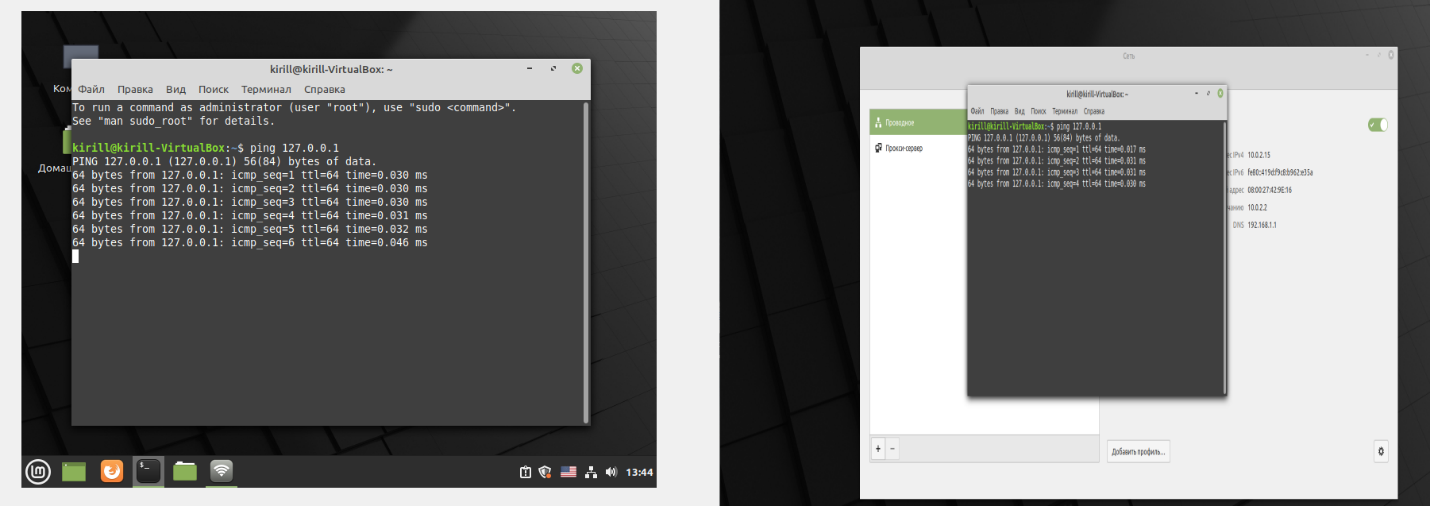 Ком
Домаш
kirill@kirill-VirtualBox: ~
Файл Правка Вид Поиск Терминал Справка
To run a command as administrator (user "root"), use "sudo <command>".
See "man sudo_root" for details.
kirill@kirill-VirtualBox:~$ ping 127.0.0.1
PING 127.0.0.1 (127.0.0.1) 56(84) bytes of data.
64 bytes from 127.0.0.1: icmp_seq=1 ttl=64 time=0.030 ms
64 bytes from 127.0.0.1: icmp_seq=2 ttl=64 time=0.030 ms
64 bytes from 127.0.0.1: icmp_seq=3 ttl=64 time=0.030 ms
64 bytes from 127.0.0.1: icmp_seq=4 ttl=64 time=0.031 ms
64 bytes from 127.0.0.1: icmp_seq=5 ttl=64 time=0.032 ms
64 bytes from 127.0.0.1: icmp_seq=6 ttl=64 time=0.046 ms
13:44
Сеть
Проводное
Прокси-сервер
kirill@kirill-VirtualBox: ~
Файл Правка Вид Поиск Терминал Справка
kirill@kirill-VirtualBox:~$ ping 127.0.0.1
PING 127.0.0.1 (127.0.0.1) 56(84) bytes of data.
64 bytes from 127.0.0.1: icmp_seq=1 ttl=64 time=0.017 ms
64 bytes from 127.0.0.1: icmp_seq=2 ttl=64 time=0.031 ms
64 bytes from 127.0.0.1: icmp_seq=3 ttl=64 time=0.031 ms
64 bytes from 127.0.0.1: icmp_seq=4 ttl=64 time=0.030 ms
ес IPv4 10.0.2.15
ес IPv6
адрес 08:00:27:42:9E:16
чанию 10.0.2.2
DNS 192.168.1.1
Добавить профиль...